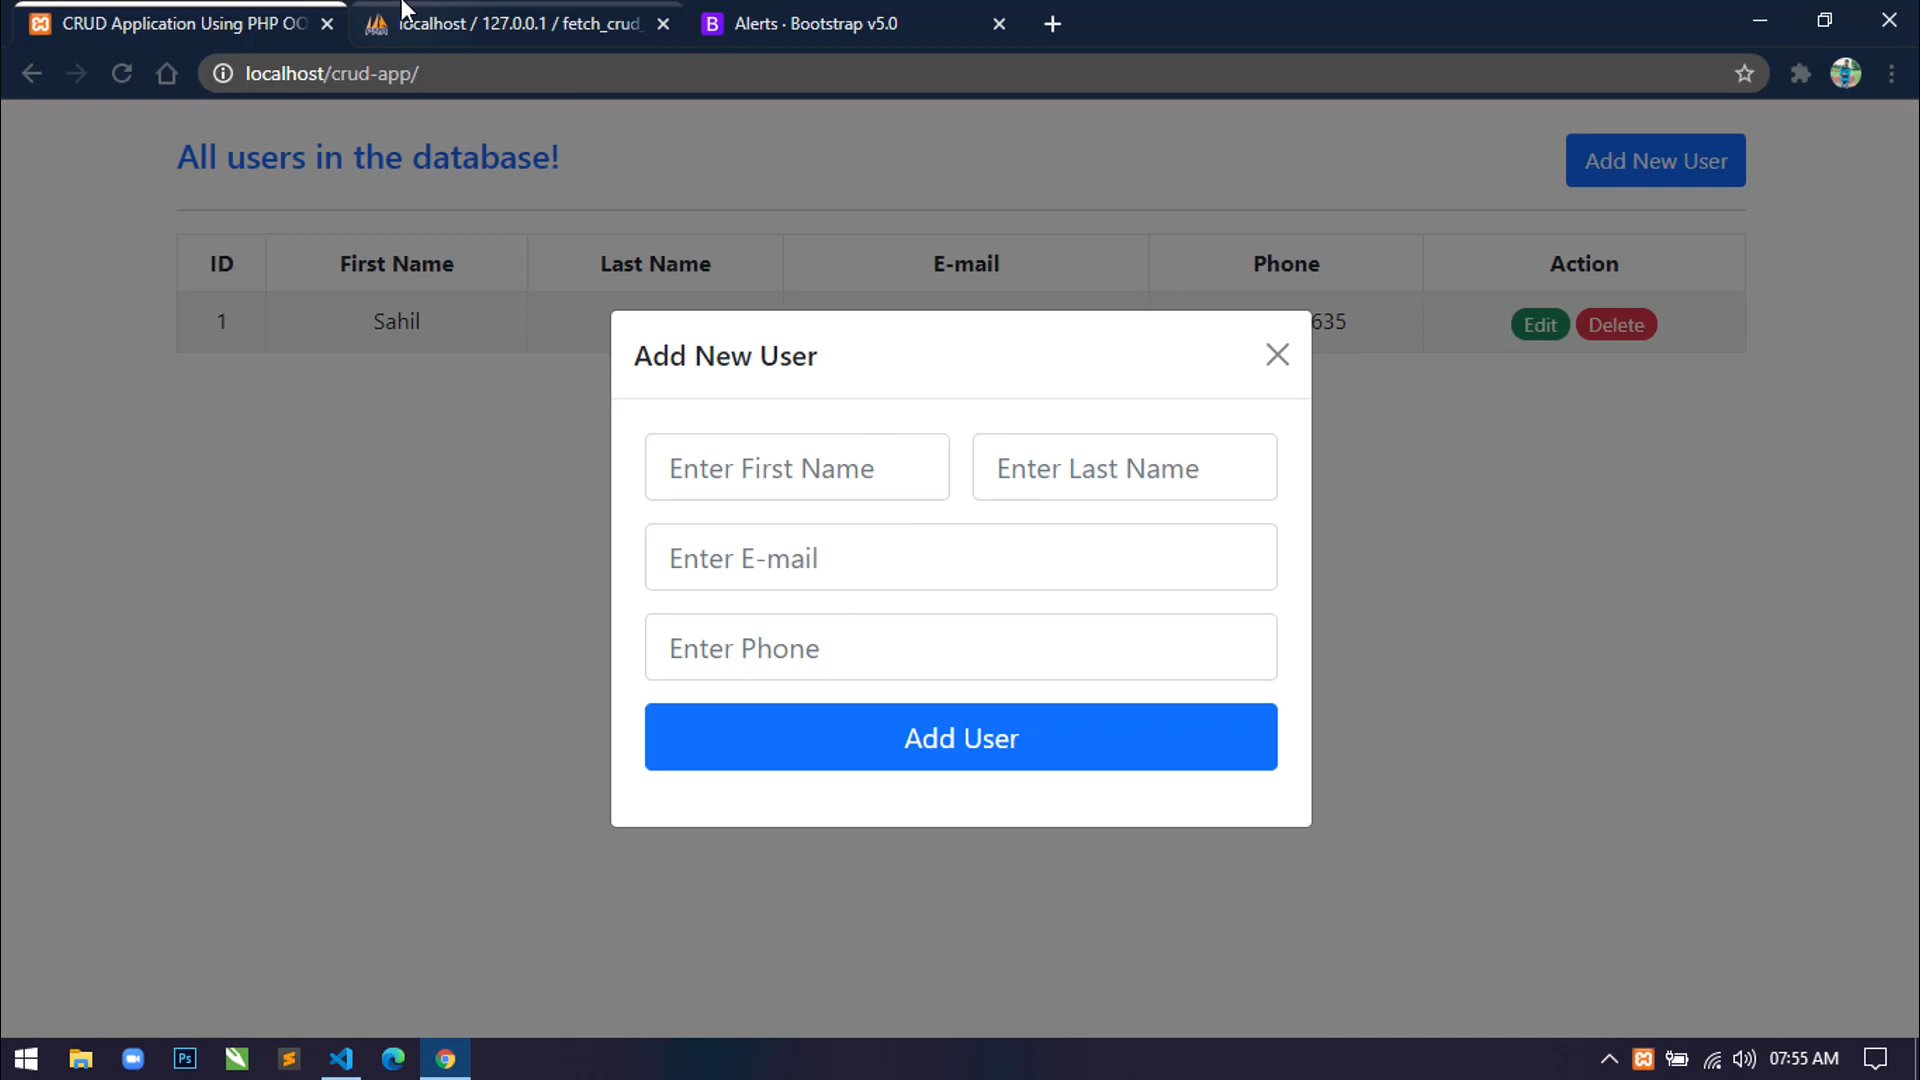 CRUD Application Using PHP OO
localhost / 127.0.0.1 / fetch_crud_
B Alerts · Bootstrap v5.0
localhost/crud-app/
All users in the database!
Add New User
ID First Name Last Name E-mail Phone Action
1 Sahil 635 Edit Delete
Add New User
Enter First Name Enter Last Name
Enter E-mail
Enter Phone
Add User
Ps
07:55 AM